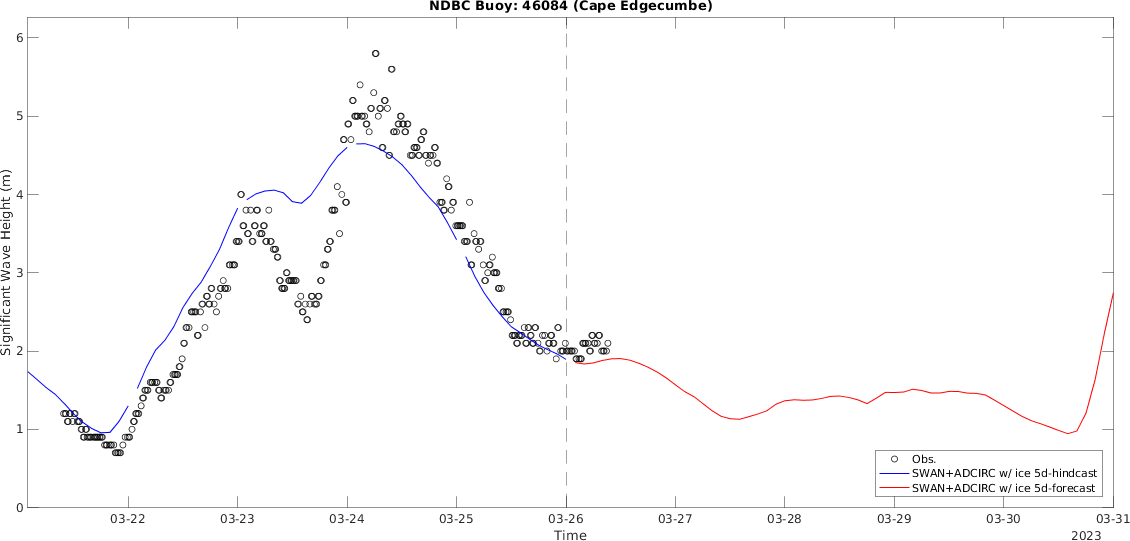 NDBC Buoy: 46084 (Cape Edgecumbe)
Significant Wave Height (m)
6
5
4
3
2
1
0
Obs.
SWAN+ADCIRC w/ ice 5d-hindcast
SWAN+ADCIRC w/ ice 5d-forecast
03-22 03-23 03-24 03-25 03-26 03-27 03-28 03-29 03-30 03-31
Time
2023